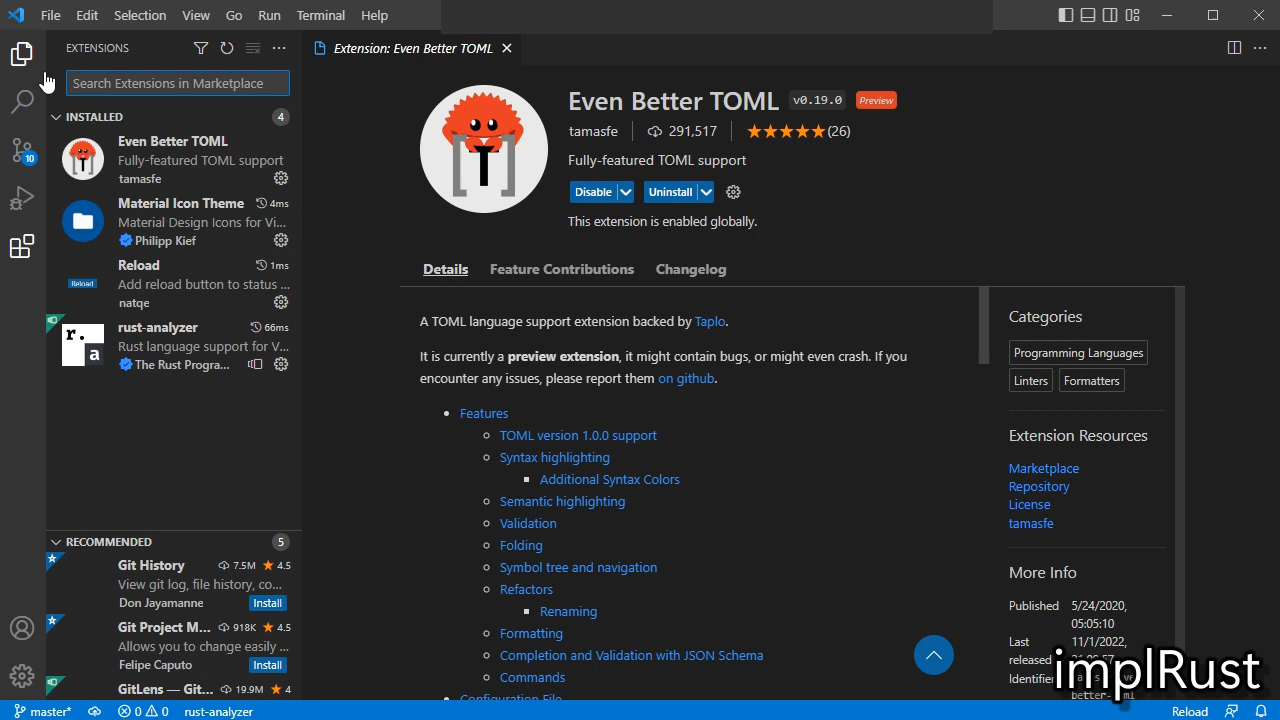 File Edit Selection View Go Run Terminal Help
EXTENSIONS
Extension: Even Better TOML
Search Extensions in Marketplace
INSTALLED 4
Even Better TOML
Fully-featured TOML support
tamasfe
Material Icon Theme 4ms
Material Design Icons for Vi...
Philipp Kief
Reload 1ms
Reload
Add reload button to status ...
natqe
rust-analyzer 66ms
r.
a
Rust language support for V...
The Rust Progra...
10
RECOMMENDED 5
Git History 7.5M 4.5
View git log, file history, co...
Don Jayamanne Install
Git Project M... 918K 4.5
Allows you to change easily ...
Felipe Caputo Install
GitLens — Git... 19.9M 4
[T]
Even Better TOML v0.19.0 Preview
tamasfe 291,517 (26)
Fully-featured TOML support
Disable Uninstall
This extension is enabled globally.
Details Feature Contributions Changelog
A TOML language support extension backed by Taplo.
It is currently a preview extension, it might contain bugs, or might even crash. If you
encounter any issues, please report them on github.
Features
TOML version 1.0.0 support
Syntax highlighting
Additional Syntax Colors
Semantic highlighting
Validation
Folding
Symbol tree and navigation
Refactors
Renaming
Formatting
Completion and Validation with JSON Schema
Commands
Configuration File
Categories
Programming Languages
Linters Formatters
Extension Resources
Marketplace
Repository
License
tamasfe
More Info
Published 5/24/2020,
05:05:10
Last 11/1/2022,
released
Identifier
implRust
master* 0 0 rust-analyzer Reload